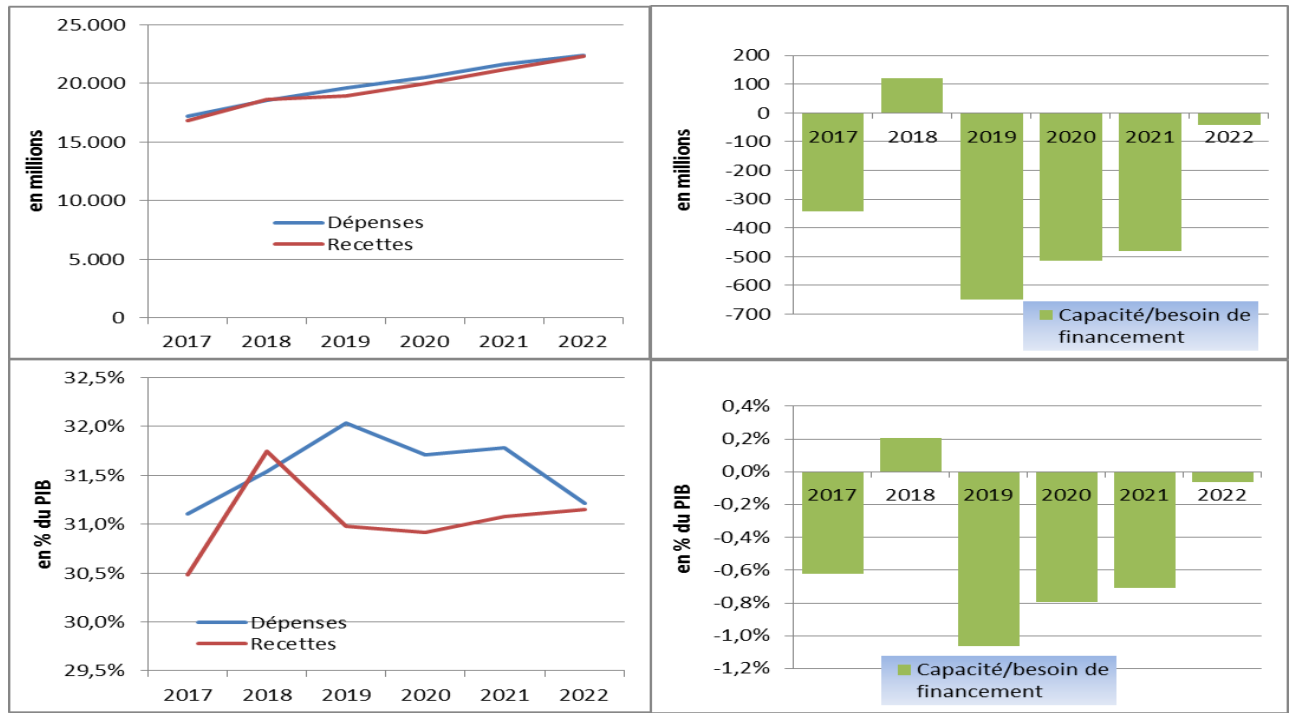 25.000
20.000
15.000
10.000
5.000
0
en millions
Dépenses
Recettes
2017 2018 2019 2020 2021 2022
200
100
0
-100
-200
-300
-400
-500
-600
-700
en millions
2017 2018 2019 2020 2021 2022
Capacité/besoin de
financement
32,5%
32,0%
31,5%
31,0%
30,5%
30,0%
29,5%
en % du PIB
Dépenses
Recettes
2017 2018 2019 2020 2021 2022
0,4%
0,2%
0,0%
-0,2%
-0,4%
-0,6%
-0,8%
-1,0%
-1,2%
en % du PIB
2017 2018 2019 2020 2021 2022
Capacité/besoin de
financement